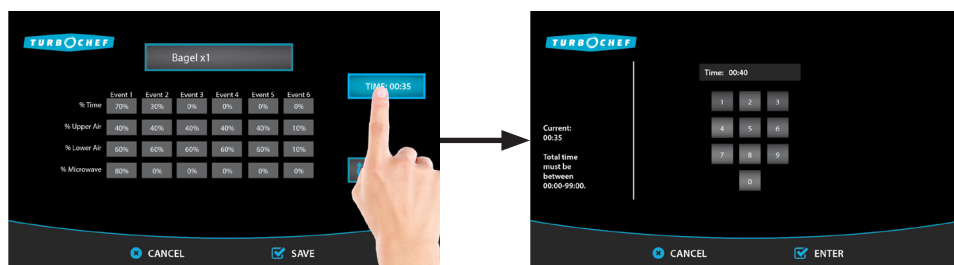 TURBOCHEF
Bagel x1
TIME: 00:35
Event 1 Event 2 Event 3 Event 4 Event 5 Event 6
% Time 70% 30% 0% 0% 0% 0%
% Upper Air 40% 40% 40% 40% 40% 10%
% Lower Air 60% 60% 60% 60% 60% 10%
% Microwave 80% 0% 0% 0% 0% 0%
CANCEL SAVE
TURBOCHEF
Time: 00:40
1 2 3
4 5 6
7 8 9
0
Current:
00:35
Total time
must be
between
00:00-99:00.
CANCEL ENTER